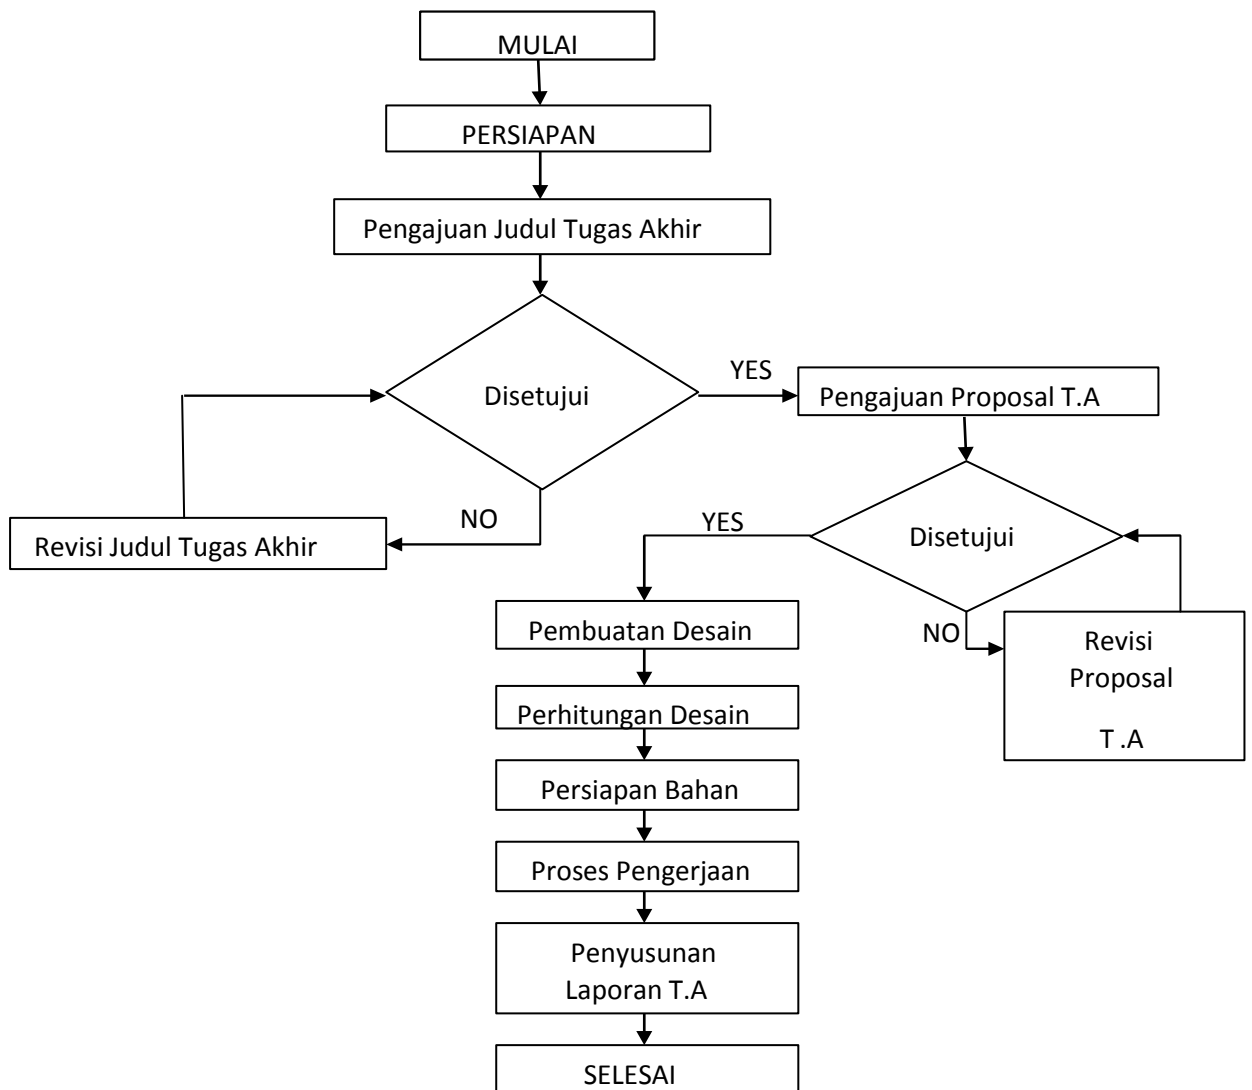 MULAI
PERSIAPAN
Pengajuan Judul Tugas Akhir
Disetujui
YES
Pengajuan Proposal T.A
NO
Revisi Judul Tugas Akhir
Disetujui
YES
NO
Revisi
Proposal
T .A
Pembuatan Desain
Perhitungan Desain
Persiapan Bahan
Proses Pengerjaan
Penyusunan
Laporan T.A
SELESAI